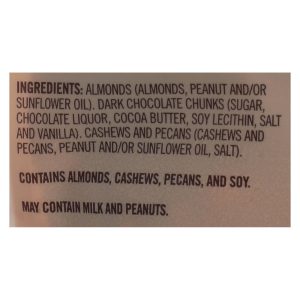 INGREDIENTS: ALMONDS (ALMONDS, PEANUT AND/OR
SUNFLOWER OIL). DARK CHOCOLATE CHUNKS (SUGAR,
CHOCOLATE LIQUOR, COCOA BUTTER, SOY LECITHIN, SALT
AND VANILLA). CASHEWS AND PECANS (CASHEWS AND
PECANS, PEANUT AND/OR SUNFLOWER OIL, SALT).
CONTAINS ALMONDS, CASHEWS, PECANS, AND SOY.
MAY CONTAIN MILK AND PEANUTS.